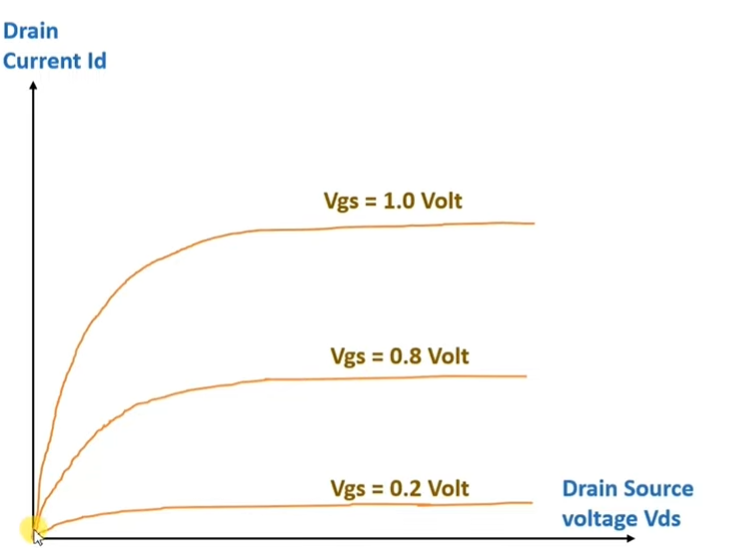 Drain
Current Id
Vgs = 1.0 Volt
Vgs = 0.8 Volt
Vgs = 0.2 Volt
Drain Source
voltage Vds